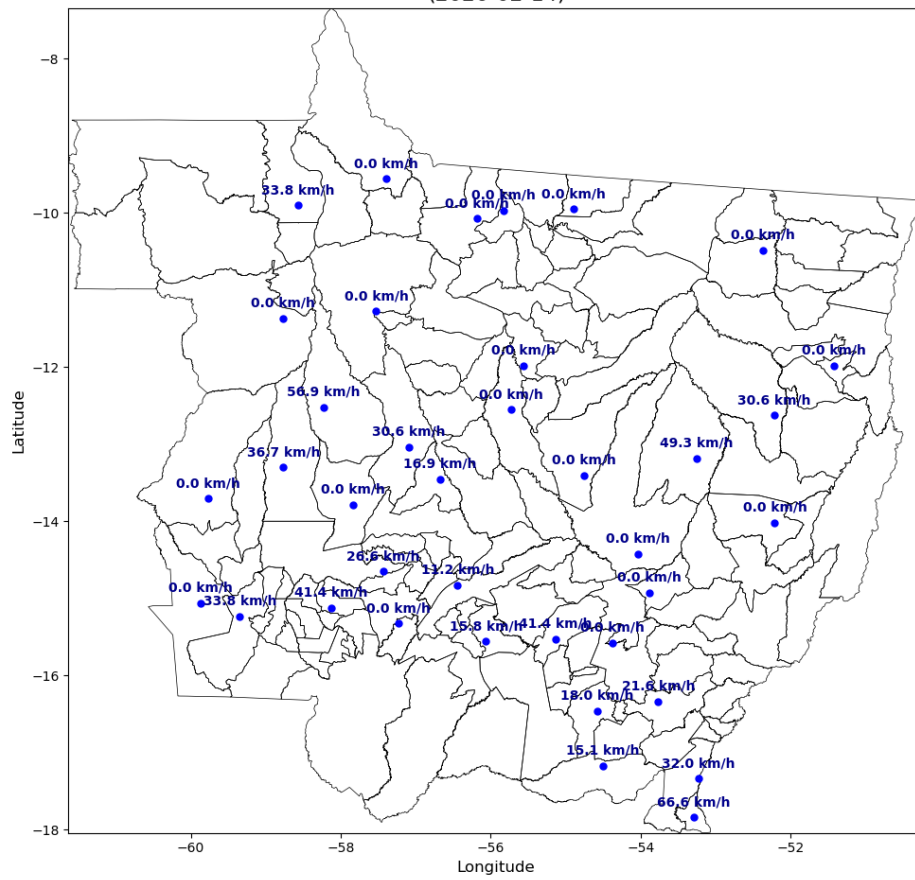 −8
0.0 km/h
33.8 km/h
0.0 km/h
0.0 km/h
0.0 km/h
−10
0.0 km/h
0.0 km/h
0.0 km/h
0.0 km/h
0.0 km/h
−12
56.9 km/h
0.0 km/h
30.6 km/h
Latitude
30.6 km/h
36.7 km/h
16.9 km/h
49.3 km/h
0.0 km/h
0.0 km/h
0.0 km/h
0.0 km/h
−14
0.0 km/h
26.6 km/h
11.2 km/h
0.0 km/h
0.0 km/h
33.8 km/h
41.4 km/h
0.0 km/h
15.8 km/h
41.4 km/h
0.0 km/h
−16
18.0 km/h
21.6 km/h
15.1 km/h
32.0 km/h
66.6 km/h
−18
−60
−58
−56
−54
−52
Longitude